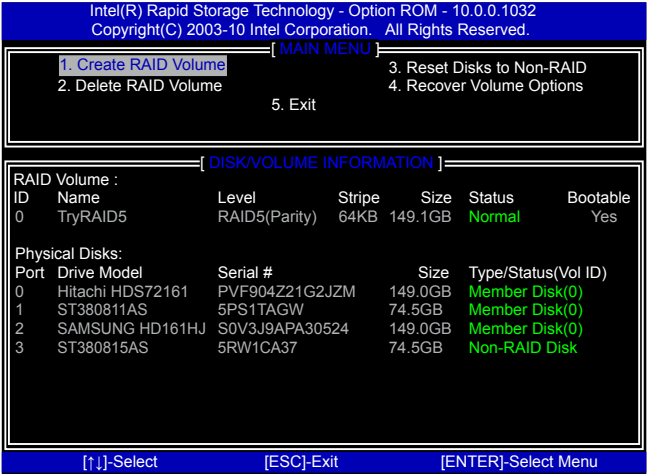 Intel(R) Rapid Storage Technology - Option ROM - 10.0.0.1032
Copyright(C) 2003-10 Intel Corporation. All Rights Reserved.
[ MAIN MENU ]
1. Create RAID Volume 3. Reset Disks to Non-RAID
2. Delete RAID Volume 4. Recover Volume Options
5. Exit
[ DISK/VOLUME INFORMATION ]
RAID Volume :
ID Name Level Stripe Size Status Bootable
0 TryRAID5 RAID5(Parity) 64KB 149.1GB Normal Yes
Physical Disks:
Port Drive Model Serial # Size Type/Status(Vol ID)
0 Hitachi HDS72161 PVF904Z21G2JZM 149.0GB Member Disk(0)
1 ST380811AS 5PS1TAGW 74.5GB Member Disk(0)
2 SAMSUNG HD161HJ S0V3J9APA30524 149.0GB Member Disk(0)
3 ST380815AS 5RW1CA37 74.5GB Non-RAID Disk
[↑↓]-Select [ESC]-Exit [ENTER]-Select Menu